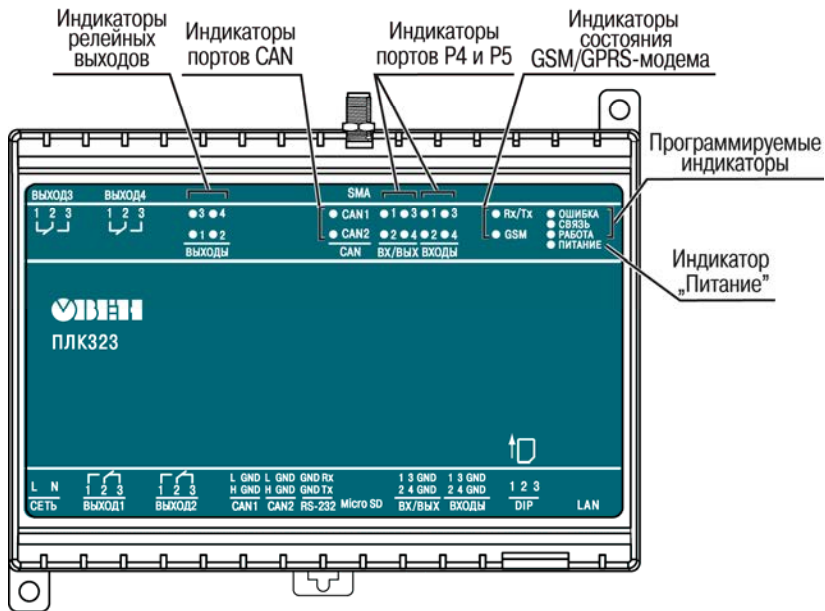 Индикаторы
релейных
выходов
Индикаторы
портов CAN
Индикаторы
портов P4 и P5
Индикаторы
состояния
GSM/GPRS-модема
Программируемые
индикаторы
Индикатор
„Питание"
ВЫХОД3 ВЫХОД4 SMA
1 2 3 1 2 3 3 4 CAN1 1 3 1 3 Rx/Tx ОШИБКА
СВЯЗЬ
1 2 CAN2 2 4 2 4 GSM РАБОТА
ВЫХОДЫ CAN ВХ/ВЫХ ВХОДЫ ПИТАНИЕ
ОВЕН
ПЛК323
L GND L GND GND Rx 1 3 GND 1 3 GND
L N 1 2 3 1 2 3 H GND H GND GND Tx 2 4 GND 2 4 GND 1 2 3
СЕТЬ ВЫХОД1 ВЫХОД2 CAN1 CAN2 RS-232 Micro SD ВХ/ВЫХ ВХОДЫ DIP LAN